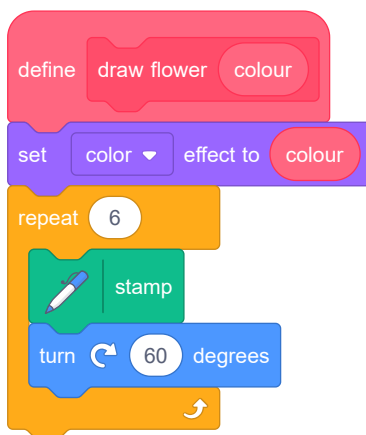 define draw flower colour
set color effect to colour
repeat 6
stamp
turn 60 degrees